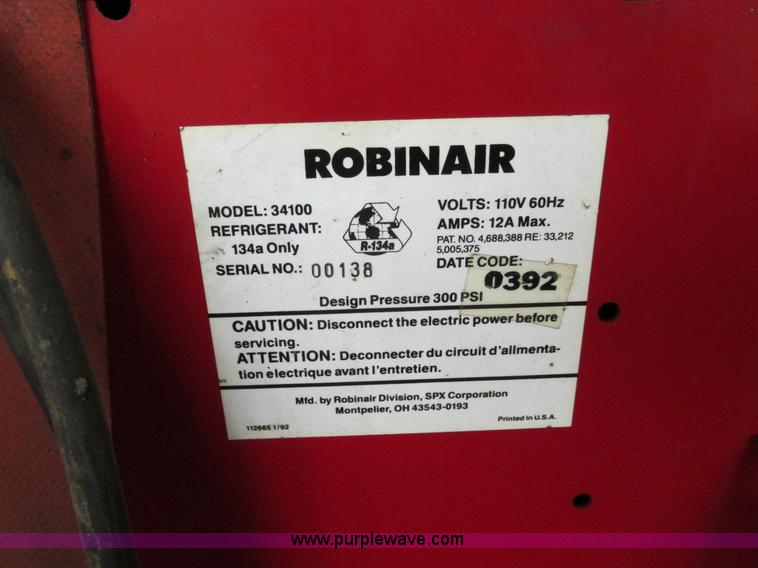 ROBINAIR
MODEL: 34100
REFRIGERANT:
134a Only
SERIAL NO.: 00138
R-134a
VOLTS: 110V 60Hz
AMPS: 12A Max.
PAT. NO. 4,688,388 RE: 33,212
5,005,375
DATE CODE:
0392
Design Pressure 300 PSI
CAUTION: Disconnect the electric power before
servicing.
ATTENTION: Deconnecter du circuit d'alimenta-
tion èlectrique avant l'entretien.
Mfd. by Robinair Division, SPX Corporation
Montpelier, OH 43543-0193
112665 1/92
Printed in U.S.A.
www.purplewave.com